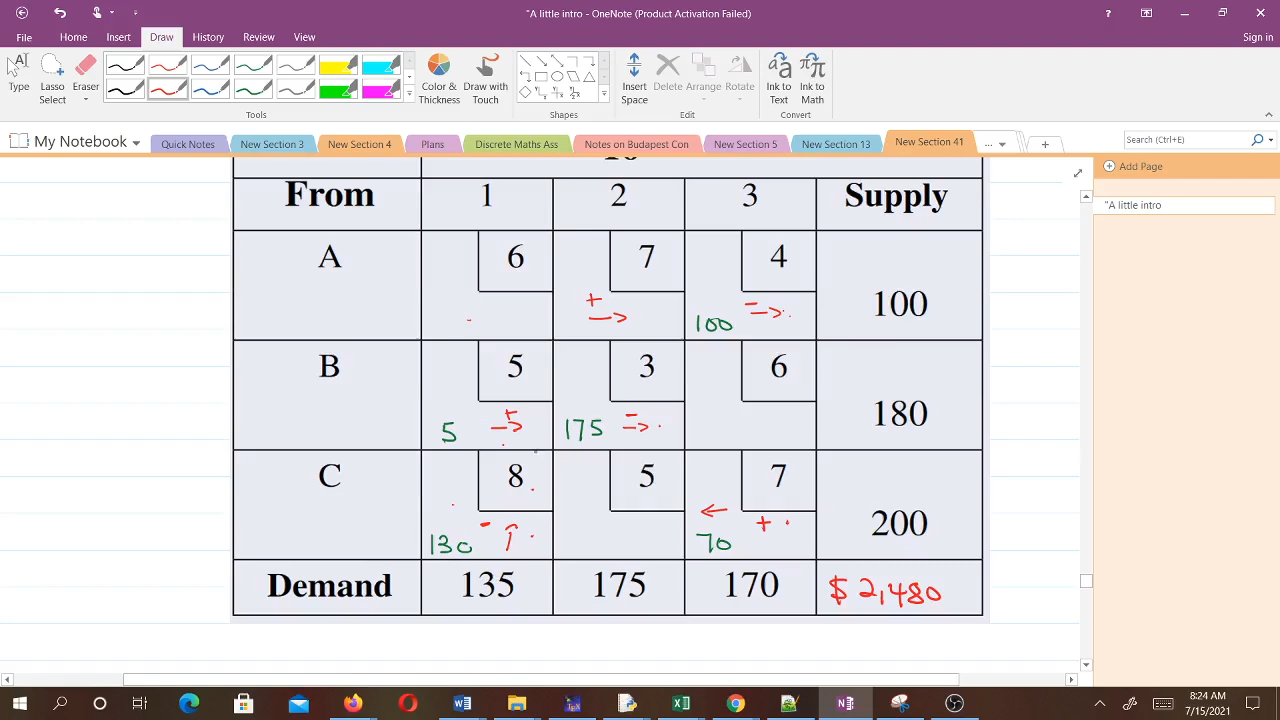 "A little intro - OneNote (Product Activation Failed)
Sign in
File Home Insert Draw History Review View
Type Lasso Select Eraser Color & Thickness Draw with Touch Insert Space Delete Arrange Rotate Ink to Text Ink to Math
Tools Shapes Edit Convert
My Notebook Quick Notes New Section 3 New Section 4 Plans Discrete Maths Ass Notes on Budapest Con New Section 5 New Section 13 New Section 41 ... + Search (Ctrl+E)
Add Page
"A little intro
From 1 2 3 Supply
A 6 7 4
+ → 100 - → 100
B 5 3 6
5 + → 175 - → 180
C 8 5 7
130 - ↑ 70 ← + 200
Demand 135 175 170 $ 2,480
8:24 AM
7/15/2021